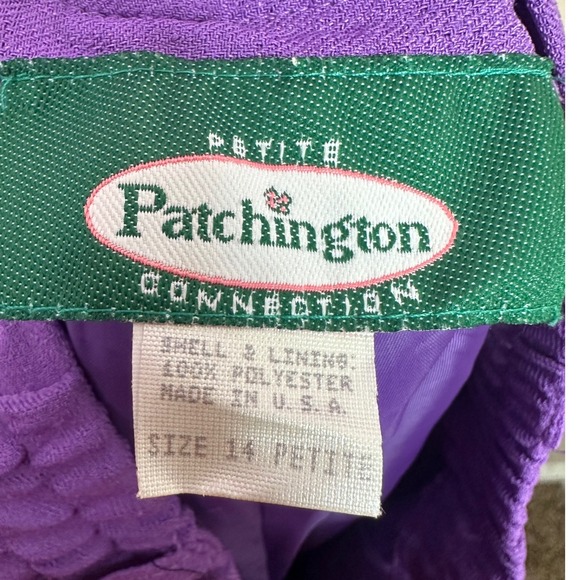 PETITE
Patchington
CONNECTION
SHELL & LINING:
100% POLYESTER
MADE IN U.S.A.
SIZE 14 PETITE